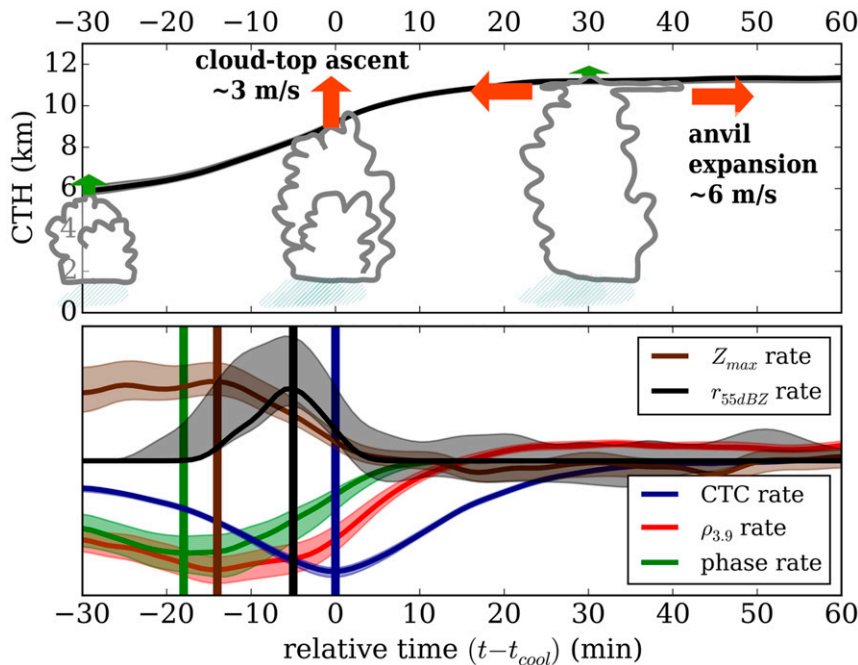 −30 −20 −10 0 10 20 30 40 50 60
12
10
8
6
4
2
0
CTH (km)
cloud-top ascent
~3 m/s
anvil
expansion
~6 m/s
Z_max rate
r_55dBZ rate
CTC rate
ρ_3.9 rate
phase rate
−30 −20 −10 0 10 20 30 40 50 60
relative time (t−t_cool) (min)